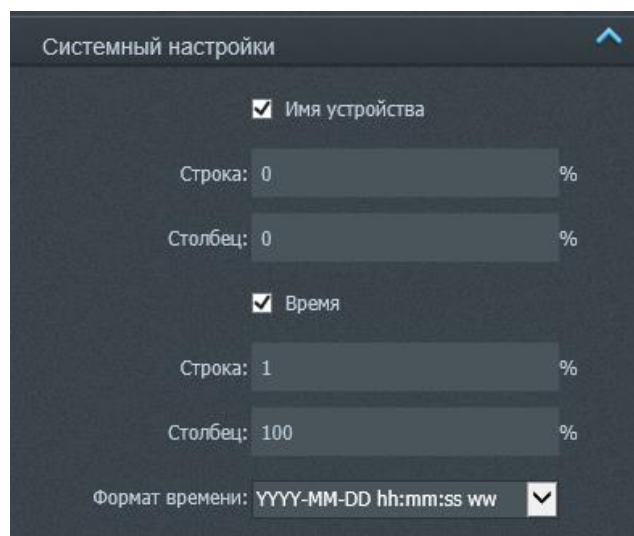 Системный настройки
Имя устройства
Строка: 0 %
Столбец: 0 %
Время
Строка: 1 %
Столбец: 100 %
Формат времени: YYYY-MM-DD hh:mm:ss ww